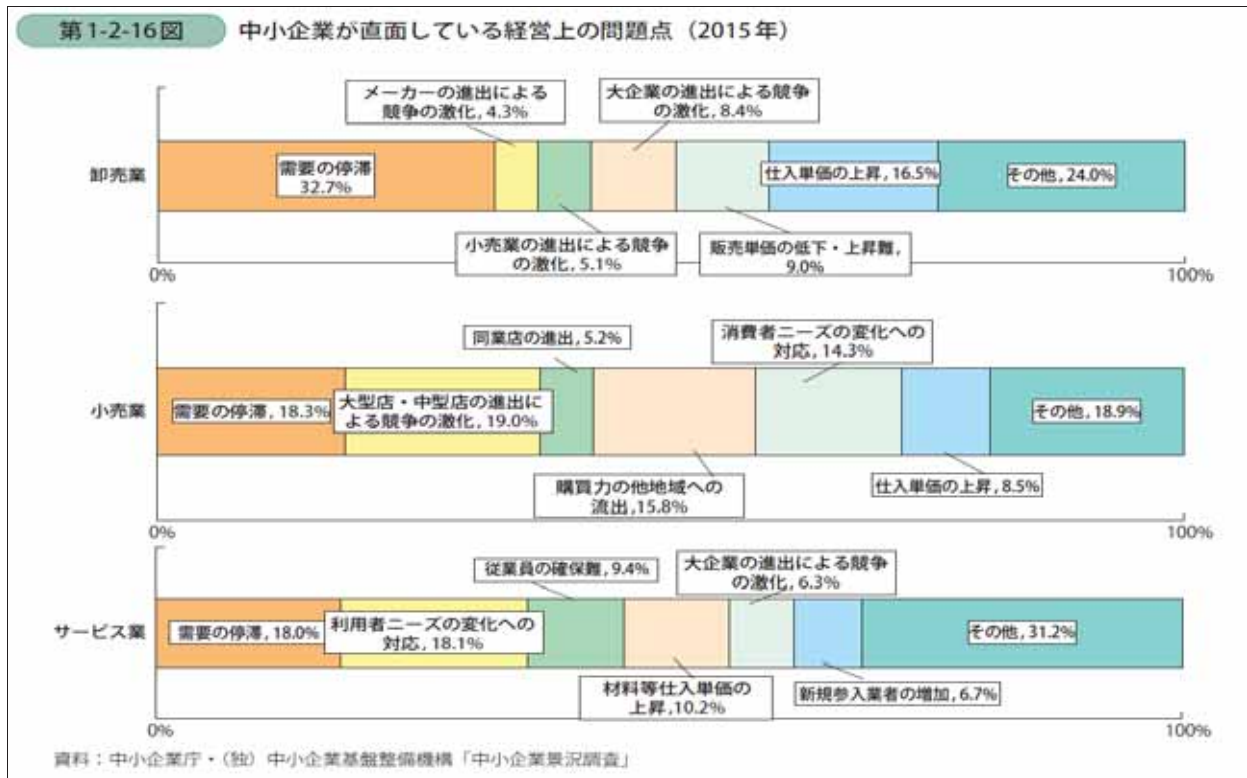 第1-2-16図 中小企業が直面している経営上の問題点（2015年）
メーカーの進出による
競争の激化, 4.3%
大企業の進出による競争
の激化, 8.4%
卸売業
需要の停滞
32.7%
仕入単価の上昇, 16.5%
その他, 24.0%
小売業の進出による競争
の激化, 5.1%
販売単価の低下・上昇難,
9.0%
0%
100%
同業店の進出, 5.2%
消費者ニーズの変化への
対応, 14.3%
小売業
需要の停滞, 18.3%
大型店・中型店の進出に
よる競争の激化, 19.0%
その他, 18.9%
購買力の他地域への
流出, 15.8%
仕入単価の上昇, 8.5%
0%
100%
従業員の確保難, 9.4%
大企業の進出による競争
の激化, 6.3%
サービス業
需要の停滞, 18.0%
利用者ニーズの変化への
対応, 18.1%
その他, 31.2%
材料等仕入単価の
上昇, 10.2%
新規参入業者の増加, 6.7%
0%
100%
資料：中小企業庁・（独）中小企業基盤整備機構「中小企業景況調査」